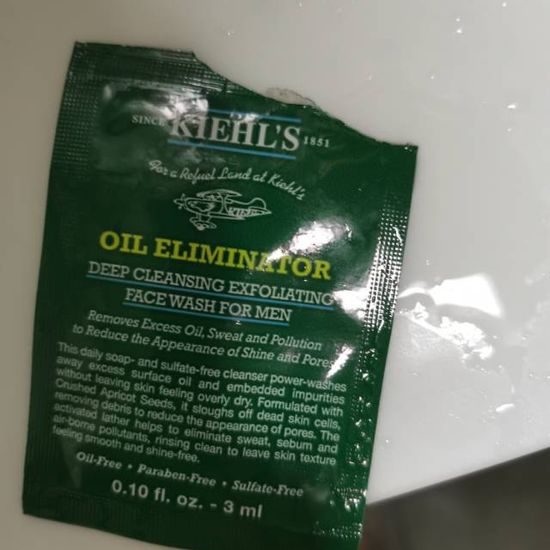 SINCE KIEHL'S 1851
For a Refuel Land at Kiehl's
KIEHL'S
OIL ELIMINATOR
DEEP CLEANSING EXFOLIATING
FACE WASH FOR MEN
Removes Excess Oil, Sweat and Pollution
to Reduce the Appearance of Shine and Pores
This daily soap- and sulfate-free cleanser power-washes
away excess surface oil and embedded impurities
without leaving skin feeling overly dry. Formulated with
Crushed Apricot Seeds, it sloughs off dead skin cells,
removing debris to reduce the appearance of pores. The
activated lather helps to eliminate sweat, sebum and
air-borne pollutants, rinsing clean to leave skin texture
feeling smooth and shine-free.
Oil-Free • Paraben-Free • Sulfate-Free
0.10 fl. oz. - 3 ml